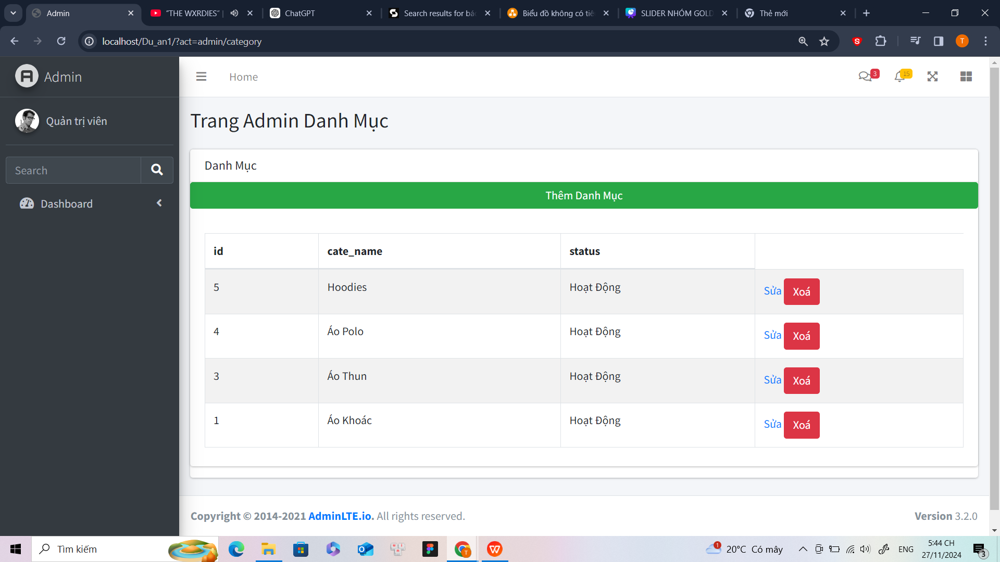 Admin
“THE WXRDIES” |
ChatGPT
Search results for bác
Biểu đồ không có tiê
SLIDER NHÓM GOLD
Thẻ mới
localhost/Du_an1/?act=admin/category
S
T
A Admin
Home
3
15
Quản trị viên
Search
Dashboard
Trang Admin Danh Mục
Danh Mục
Thêm Danh Mục
id cate_name status
5 Hoodies Hoạt Động Sửa Xoá
4 Áo Polo Hoạt Động Sửa Xoá
3 Áo Thun Hoạt Động Sửa Xoá
1 Áo Khoác Hoạt Động Sửa Xoá
Copyright © 2014-2021 AdminLTE.io. All rights reserved.
Version 3.2.0
Tìm kiếm
T
W
1
20°C Có mây
ENG
5:44 CH
27/11/2024
3